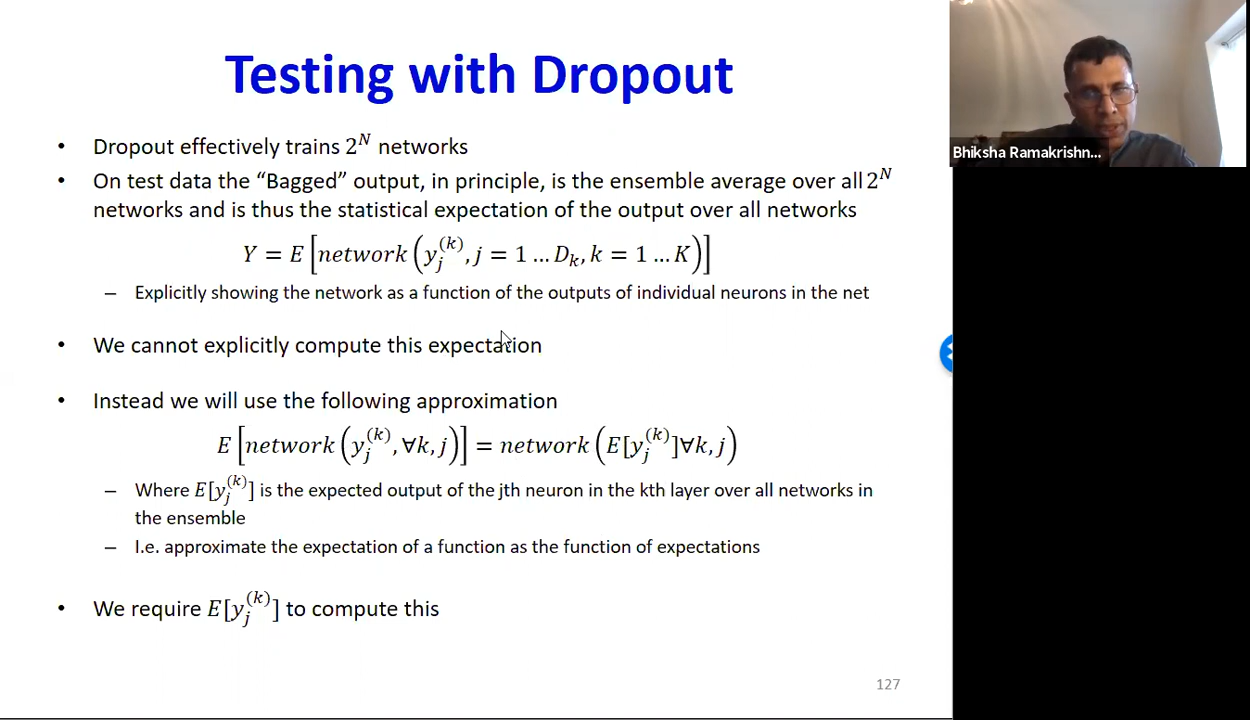 Testing with Dropout
• Dropout effectively trains 2^N networks
• On test data the “Bagged” output, in principle, is the ensemble average over all 2^N
networks and is thus the statistical expectation of the output over all networks
Y = E[network(y_j^(k), j = 1 … D_k, k = 1 … K)]
– Explicitly showing the network as a function of the outputs of individual neurons in the net
• We cannot explicitly compute this expectation
• Instead we will use the following approximation
E[network(y_j^(k), ∀k, j)] = network(E[y_j^(k)]∀k, j)
– Where E[y_j^(k)] is the expected output of the jth neuron in the kth layer over all networks in
the ensemble
– I.e. approximate the expectation of a function as the function of expectations
• We require E[y_j^(k)] to compute this
127
Bhiksha Ramakrishn...